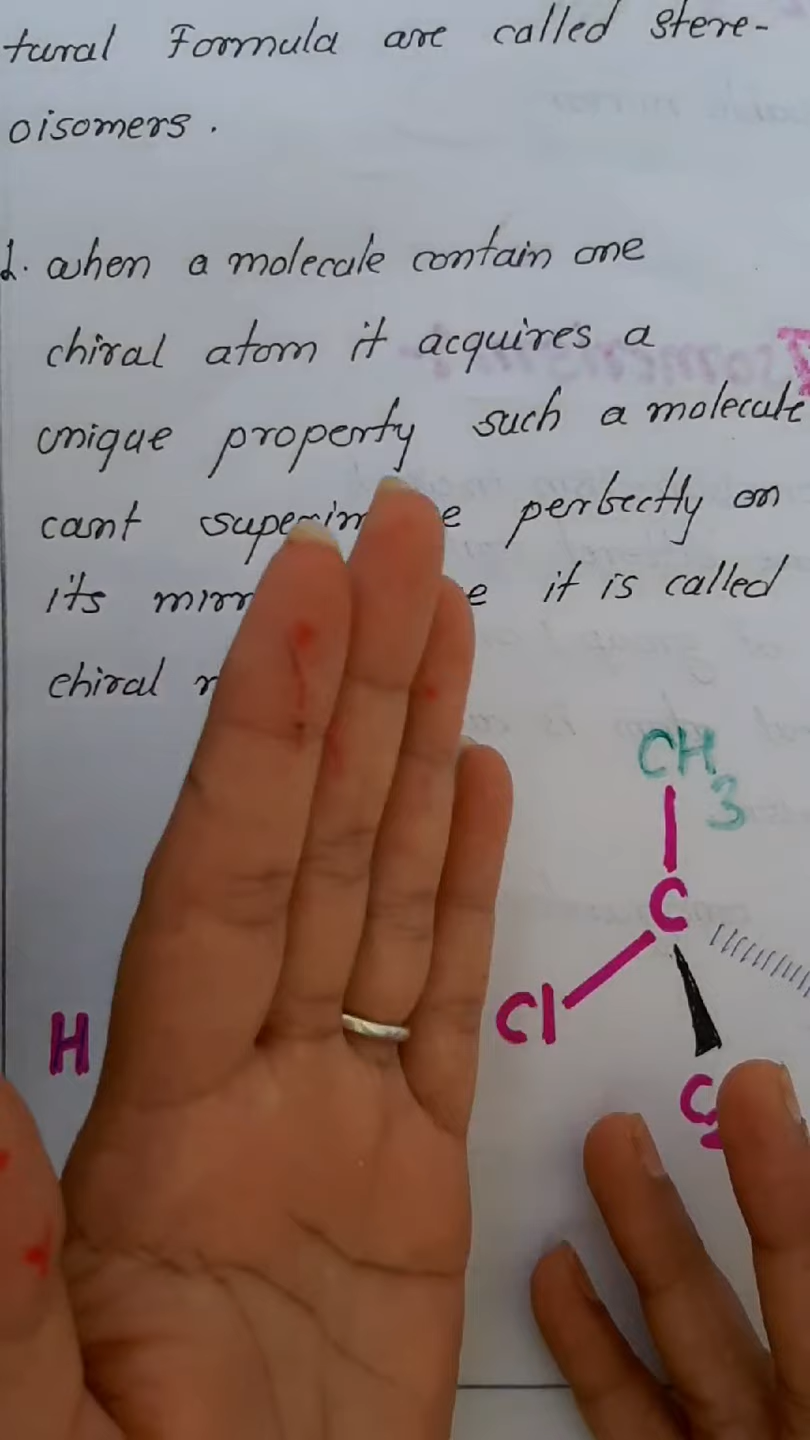 tural Formula are called stere-
oisomers.
1. when a molecule contain one
chiral atom it acquires a
unique property such a molecule
cant perbectly on
its it is called
chiral
CH3
C
Cl
H